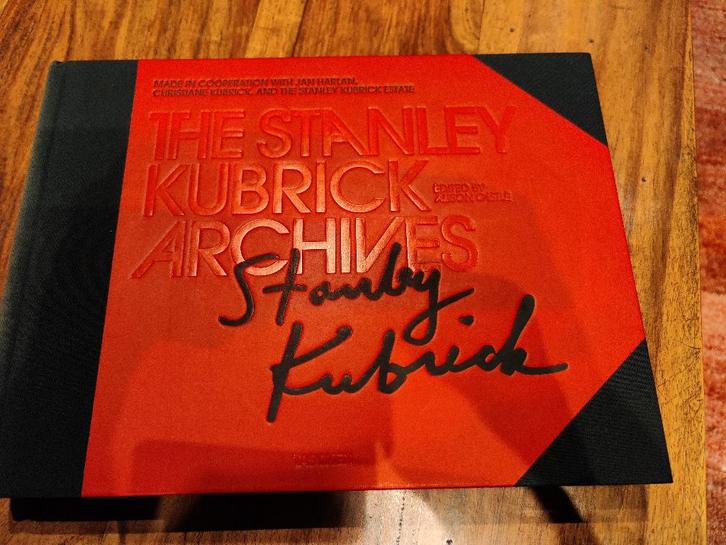 MADE IN COOPERATION WITH JAN HARLAN,
CHRISTIANE KUBRICK, AND THE STANLEY KUBRICK ESTATE
THE STANLEY
KUBRICK
EDITED BY
ALISON CASTLE
ARCHIVES
Stanley
Kubrick